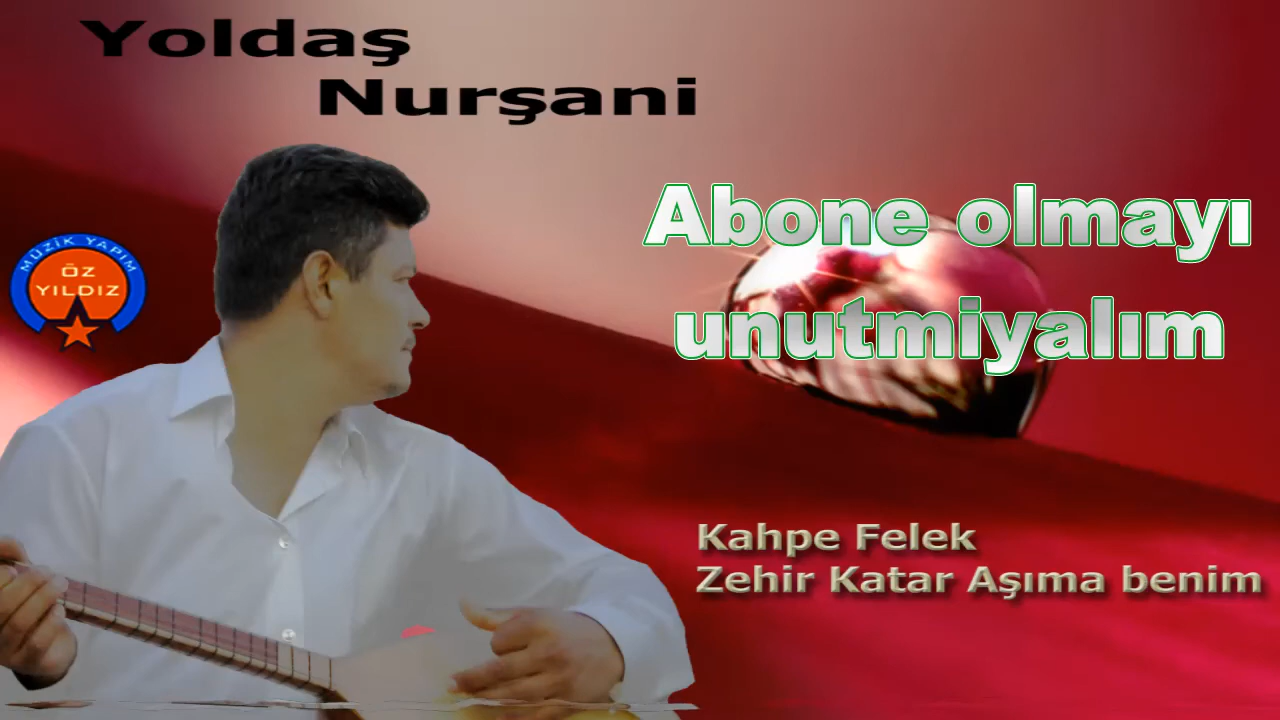 Yoldaş
Nurşani
Abone olmayı
unutmiyalım
MÜZİK YAPIM
ÖZ
YILDIZ
Kahpe Felek
Zehir Katar Aşıma benim